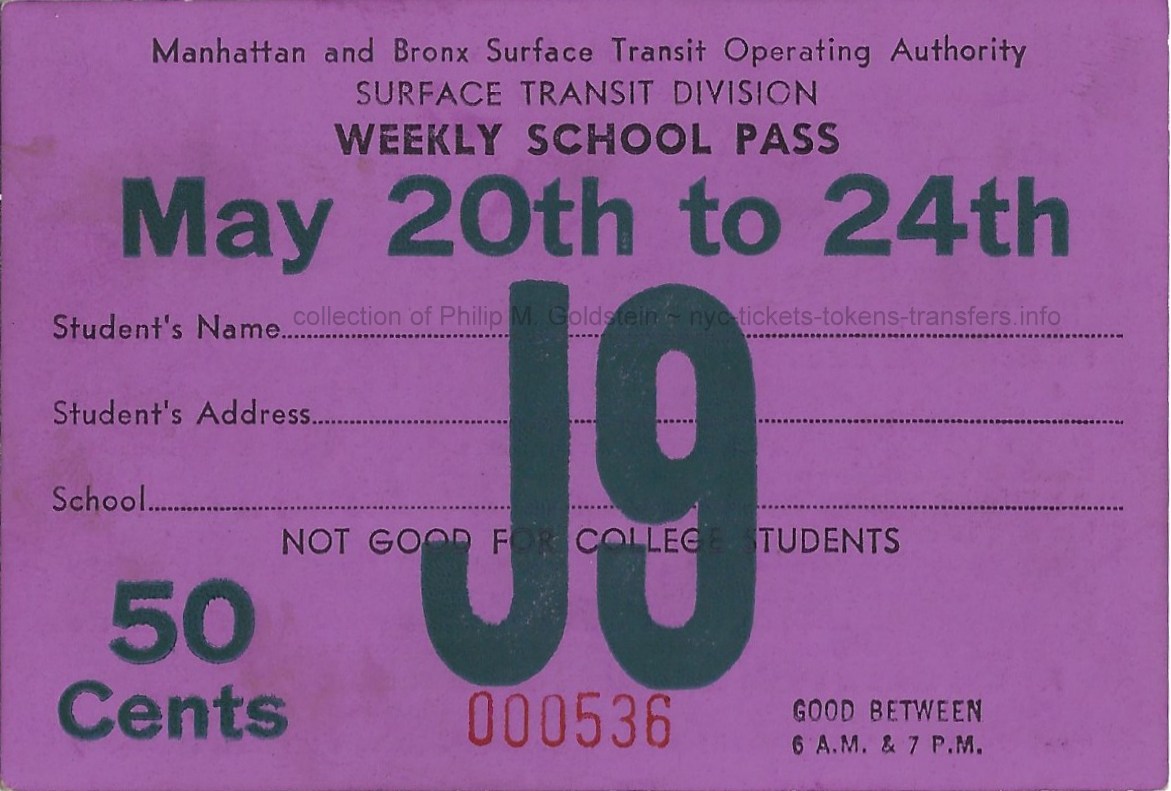 Manhattan and Bronx Surface Transit Operating Authority
SURFACE TRANSIT DIVISION
WEEKLY SCHOOL PASS
May 20th to 24th
collection of Philip M. Goldstein ~ nyc-tickets-tokens-transfers.info
Student's Name
Student's Address
School
NOT GOOD FOR COLLEGE STUDENTS
J9
50
Cents
000536
GOOD BETWEEN
6 A.M. & 7 P.M.